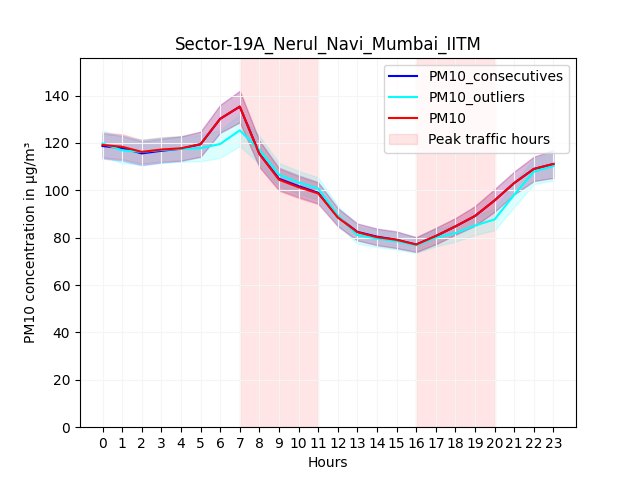 Sector-19A_Nerul_Navi_Mumbai_IITM
PM10_consecutives
PM10_outliers
PM10
Peak traffic hours
PM10 concentration in µg/m³
140
120
100
80
60
40
20
0
0 1 2 3 4 5 6 7 8 9 10 11 12 13 14 15 16 17 18 19 20 21 22 23
Hours